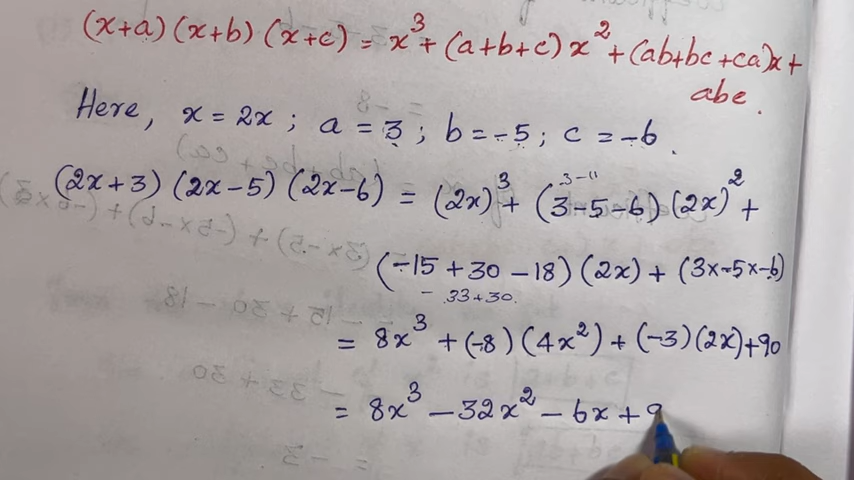 (x+a) (x+b) (x+c) = x³ + (a+b+c) x² + (ab+bc+ca)x +
abc.
Here, x = 2x ; a = 3 ; b = -5 ; c = -6.
3-11
(2x+3) (2x-5) (2x-6) = (2x)³ + (3-5-6) (2x)² +
(-15 + 30 - 18) (2x) + (3x-5x-6)
- 33+30.
= 8x³ + (-8) (4x²) + (-3) (2x) + 90
= 8x³ - 32x² - 6x + 9